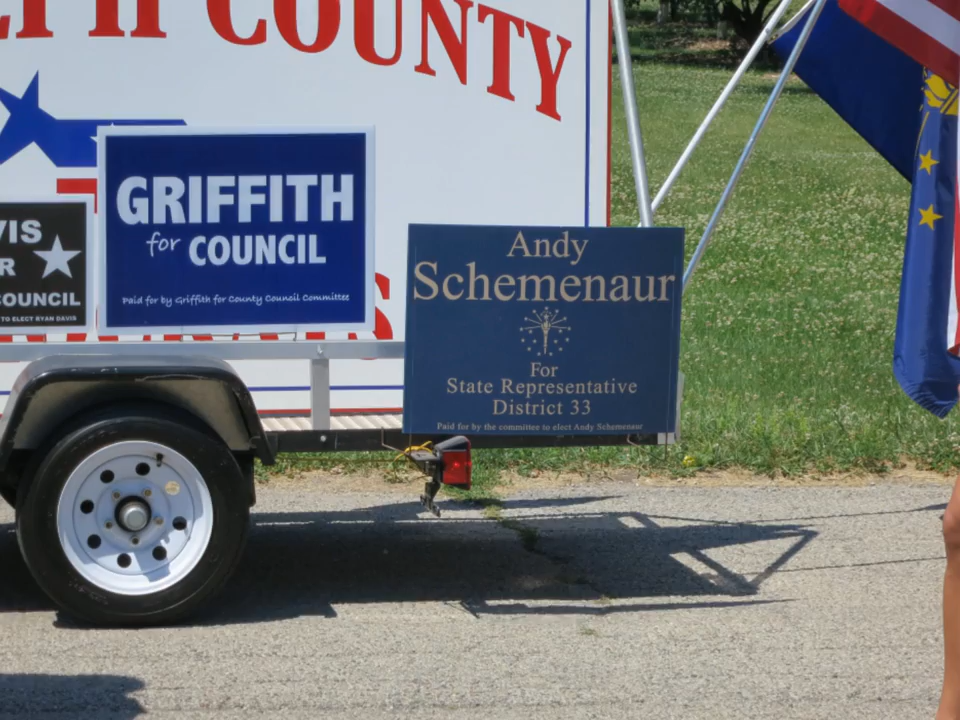 COUNTY
VIS
R
COUNCIL
TO ELECT RYAN DAVIS
GRIFFITH
for COUNCIL
Paid for by Griffith for County Council Committee
Andy
Schemenaur
For
State Representative
District 33
Paid for by the committee to elect Andy Schemenaur